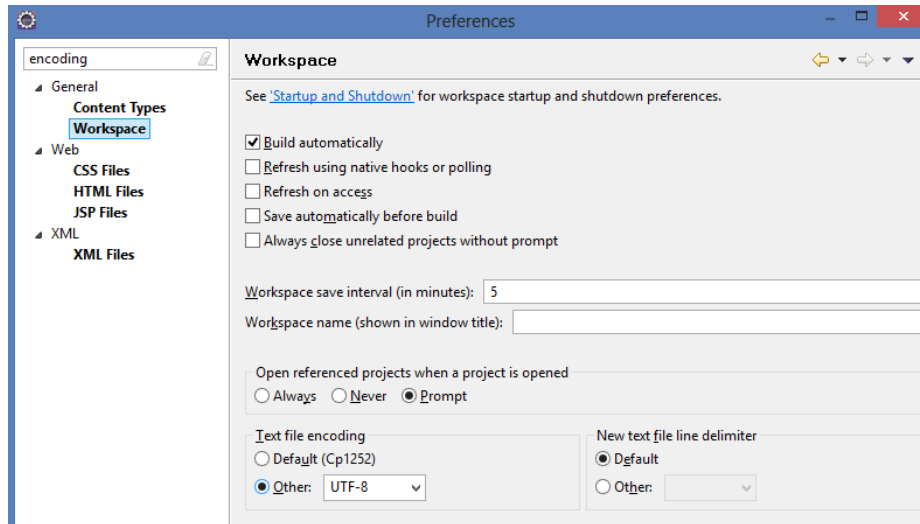 Preferences
encoding
General
Content Types
Workspace
Web
CSS Files
HTML Files
JSP Files
XML
XML Files
Workspace
See 'Startup and Shutdown' for workspace startup and shutdown preferences.
Build automatically
Refresh using native hooks or polling
Refresh on access
Save automatically before build
Always close unrelated projects without prompt
Workspace save interval (in minutes): 5
Workspace name (shown in window title):
Open referenced projects when a project is opened
Always Never Prompt
Text file encoding
Default (Cp1252)
Other: UTF-8
New text file line delimiter
Default
Other: